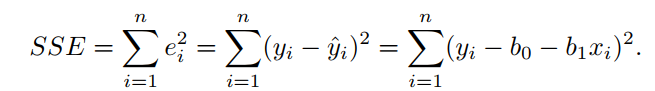 $SSE = \sum_{i=1}^{n} e_i^2 = \sum_{i=1}^{n} (y_i - \hat{y}_i)^2 = \sum_{i=1}^{n} (y_i - b_0 - b_1 x_i)^2.$